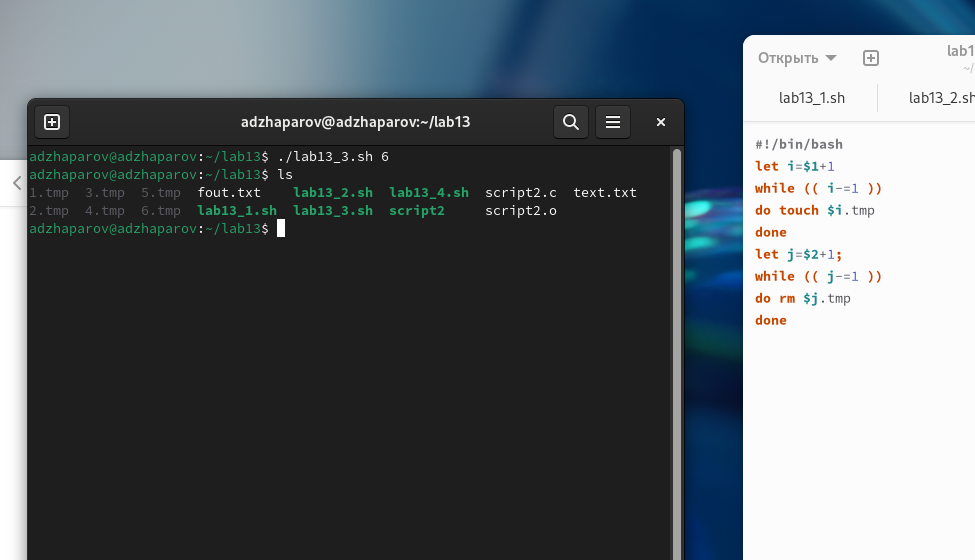 adzhaparov@adzhaparov:~/lab13
adzhaparov@adzhaparov:~/lab13$ ./lab13_3.sh 6
adzhaparov@adzhaparov:~/lab13$ ls
1.tmp  3.tmp  5.tmp  fout.txt    lab13_2.sh  lab13_4.sh  script2.c  text.txt
2.tmp  4.tmp  6.tmp  lab13_1.sh  lab13_3.sh  script2     script2.o
adzhaparov@adzhaparov:~/lab13$
Открыть
lab1
~/
lab13_1.sh
lab13_2.sh
#!/bin/bash
let i=$1+1
while (( i-=1 ))
do touch $i.tmp
done
let j=$2+1;
while (( j-=1 ))
do rm $j.tmp
done